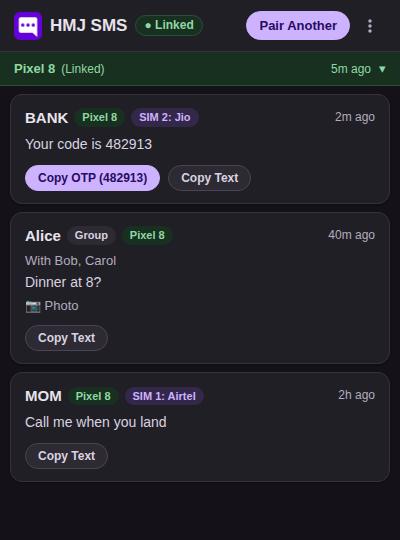 HMJ SMS ● Linked Pair Another
Pixel 8 (Linked) 5m ago ▼
BANK Pixel 8 SIM 2: Jio 2m ago
Your code is 482913
Copy OTP (482913) Copy Text
Alice Group Pixel 8 40m ago
With Bob, Carol
Dinner at 8?
📷 Photo
Copy Text
MOM Pixel 8 SIM 1: Airtel 2h ago
Call me when you land
Copy Text